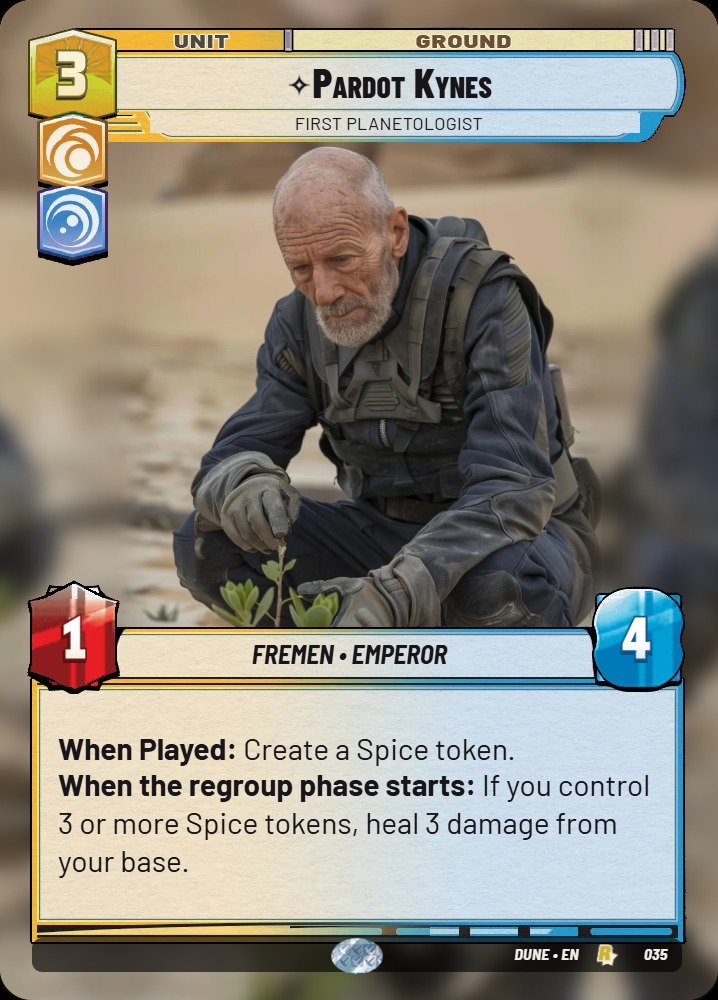 UNIT GROUND
3
✧PARDOT KYNES
FIRST PLANETOLOGIST
1
FREMEN • EMPEROR
4
When Played: Create a Spice token.
When the regroup phase starts: If you control
3 or more Spice tokens, heal 3 damage from
your base.
DUNE • EN R 035